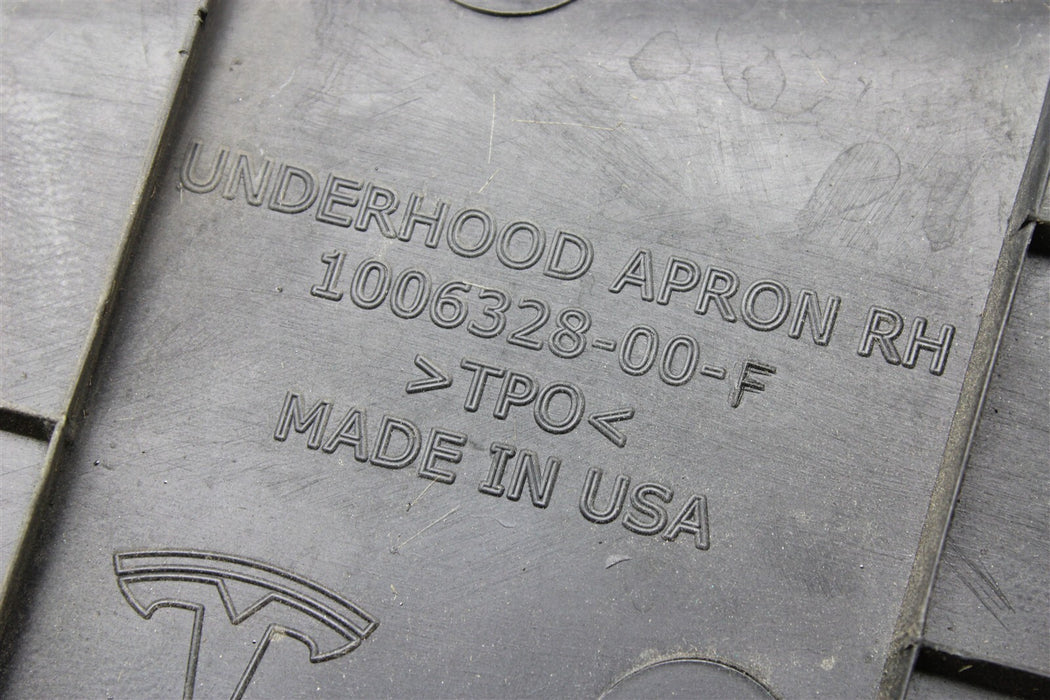 UNDERHOOD APRON RH
1006328-00-F
>TPO<
MADE IN USA